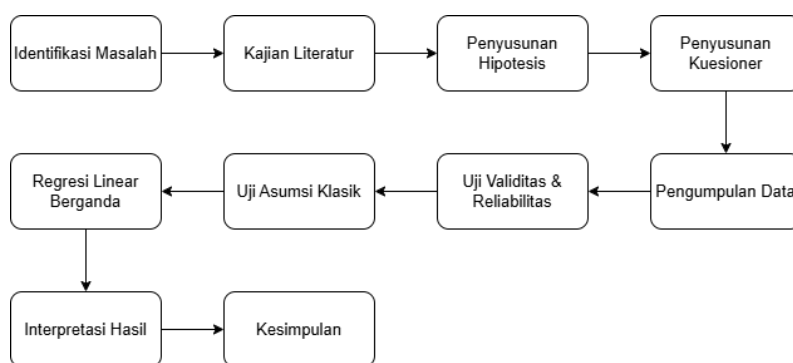 Identifikasi Masalah
Kajian Literatur
Penyusunan
Hipotesis
Penyusunan
Kuesioner
Pengumpulan Data
Uji Validitas &
Reliabilitas
Uji Asumsi Klasik
Regresi Linear
Berganda
Interpretasi Hasil
Kesimpulan